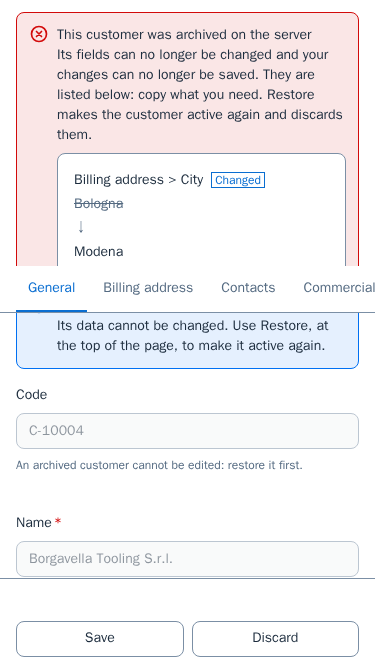 This customer was archived on the server
Its fields can no longer be changed and your
changes can no longer be saved. They are
listed below: copy what you need. Restore
makes the customer active again and discards
them.
Billing address > City Changed
Bologna
↓
Modena
General Billing address Contacts Commercial
Its data cannot be changed. Use Restore, at
the top of the page, to make it active again.
Code
C-10004
An archived customer cannot be edited: restore it first.
Name *
Borgavella Tooling S.r.l.
Save Discard